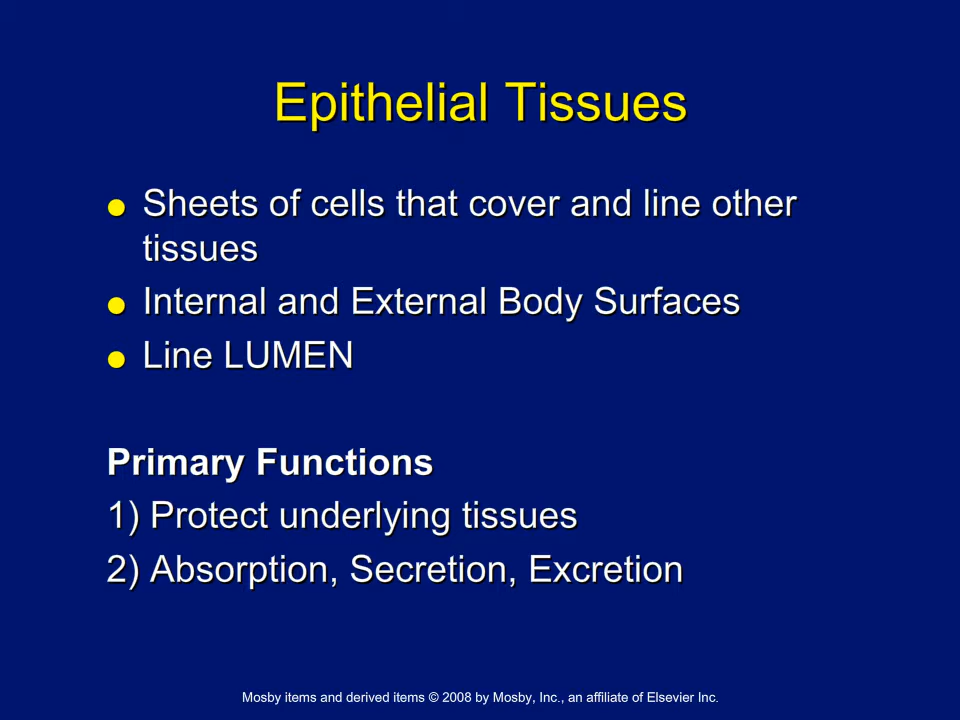 Epithelial Tissues
● Sheets of cells that cover and line other
tissues
● Internal and External Body Surfaces
● Line LUMEN
Primary Functions
1) Protect underlying tissues
2) Absorption, Secretion, Excretion
Mosby items and derived items © 2008 by Mosby, Inc., an affiliate of Elsevier Inc.